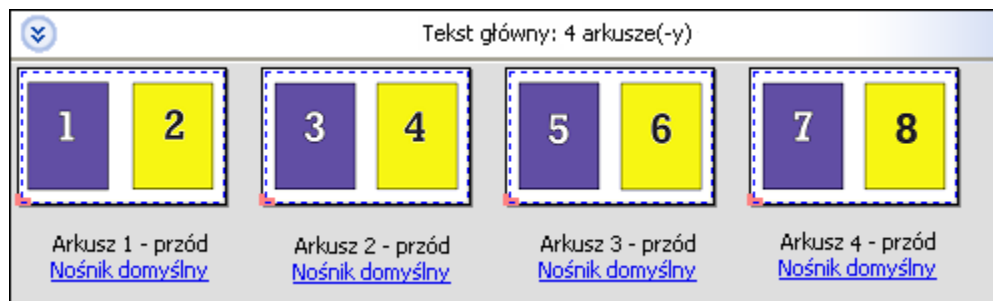 Tekst główny: 4 arkusze(-y)
1 2 3 4 5 6 7 8
Arkusz 1 - przód Arkusz 2 - przód Arkusz 3 - przód Arkusz 4 - przód
Nośnik domyślny Nośnik domyślny Nośnik domyślny Nośnik domyślny